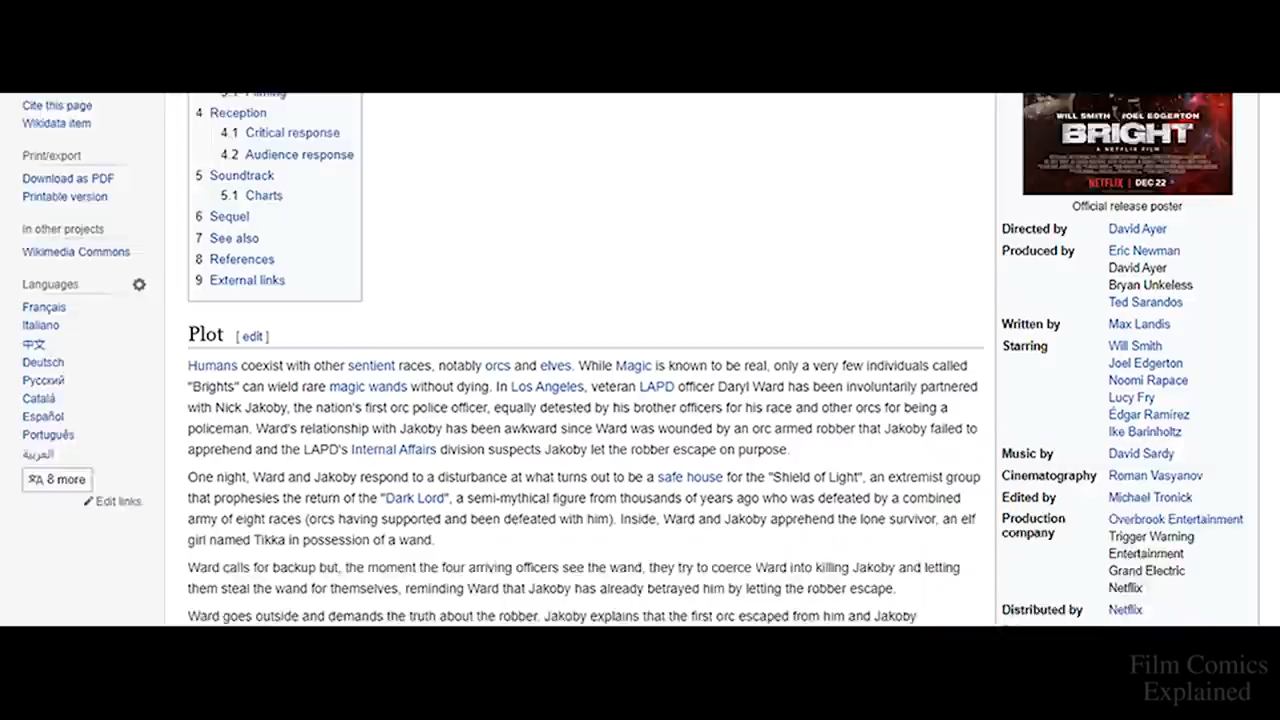 Cite this page
Wikidata item
Print/export
Download as PDF
Printable version
In other projects
Wikimedia Commons
Languages
Français
Italiano
中文
Deutsch
Русский
Català
Español
Português
العربية
8 more
Edit links
5.1 Filming
4 Reception
4.1 Critical response
4.2 Audience response
5 Soundtrack
5.1 Charts
6 Sequel
7 See also
8 References
9 External links
Plot [ edit ]
Humans coexist with other sentient races, notably orcs and elves. While Magic is known to be real, only a very few individuals called
"Brights" can wield rare magic wands without dying. In Los Angeles, veteran LAPD officer Daryl Ward has been involuntarily partnered
with Nick Jakoby, the nation's first orc police officer, equally detested by his brother officers for his race and other orcs for being a
policeman. Ward's relationship with Jakoby has been awkward since Ward was wounded by an orc armed robber that Jakoby failed to
apprehend and the LAPD's Internal Affairs division suspects Jakoby let the robber escape on purpose.
One night, Ward and Jakoby respond to a disturbance at what turns out to be a safe house for the "Shield of Light", an extremist group
that prophesies the return of the "Dark Lord", a semi-mythical figure from thousands of years ago who was defeated by a combined
army of eight races (orcs having supported and been defeated with him). Inside, Ward and Jakoby apprehend the lone survivor, an elf
girl named Tikka in possession of a wand.
Ward calls for backup but, the moment the four arriving officers see the wand, they try to coerce Ward into killing Jakoby and letting
them steal the wand for themselves, reminding Ward that Jakoby has already betrayed him by letting the robber escape.
Ward goes outside and demands the truth about the robber. Jakoby explains that the first orc escaped from him and Jakoby
WILL SMITH JOEL EDGERTON
BRIGHT
A NETFLIX FILM
NETFLIX | DEC 22
Official release poster
Directed by David Ayer
Produced by Eric Newman
David Ayer
Bryan Unkeless
Ted Sarandos
Written by Max Landis
Starring Will Smith
Joel Edgerton
Noomi Rapace
Lucy Fry
Édgar Ramírez
Ike Barinholtz
Music by David Sardy
Cinematography Roman Vasyanov
Edited by Michael Tronick
Production Overbrook Entertainment
company Trigger Warning
Entertainment
Grand Electric
Netflix
Distributed by Netflix
Film Comics
Explained